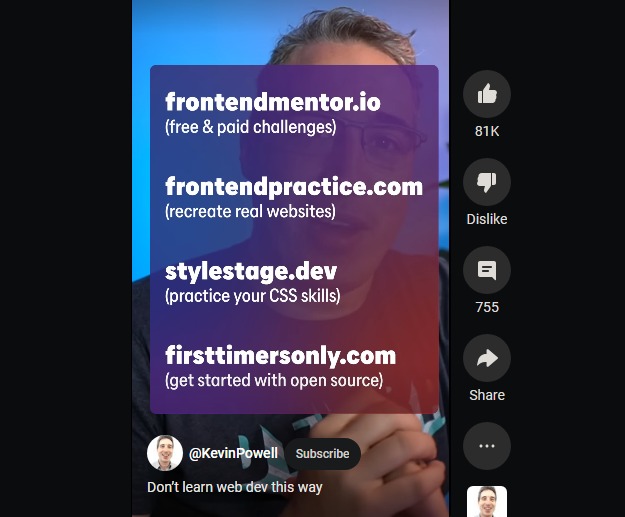 frontendmentor.io
(free & paid challenges)
frontendpractice.com
(recreate real websites)
stylestage.dev
(practice your CSS skills)
firsttimersonly.com
(get started with open source)
@KevinPowell
Subscribe
Don't learn web dev this way
81K
Dislike
755
Share